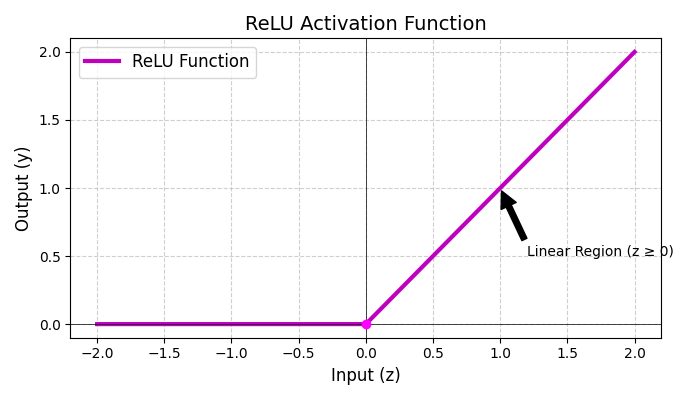 ReLU Activation Function
ReLU Function
Output (y)
2.0
1.5
1.0
0.5
0.0
Linear Region (z ≥ 0)
−2.0 −1.5 −1.0 −0.5 0.0 0.5 1.0 1.5 2.0
Input (z)